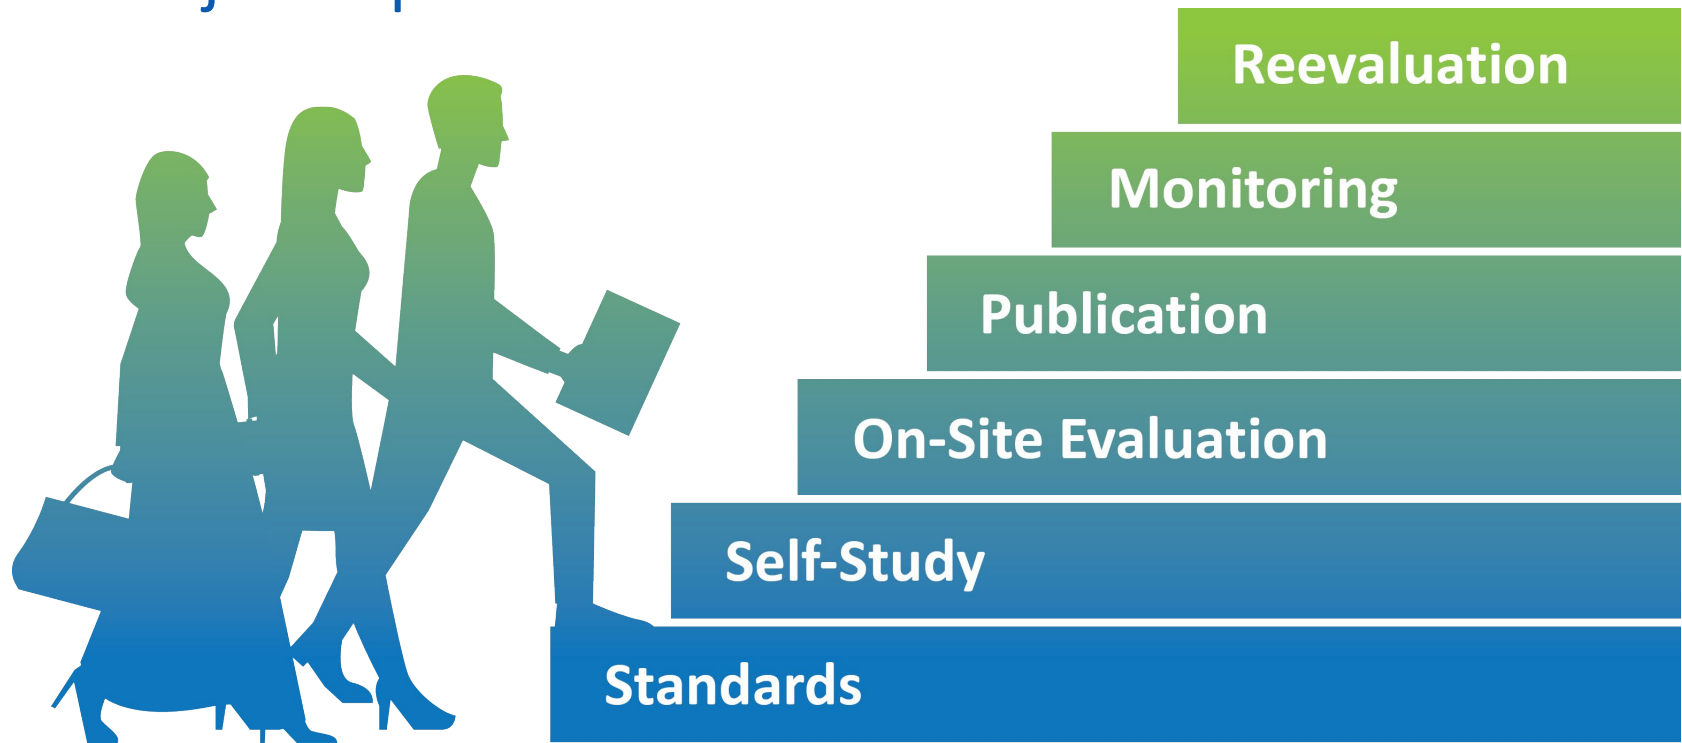 Reevaluation
Monitoring
Publication
On-Site Evaluation
Self-Study
Standards